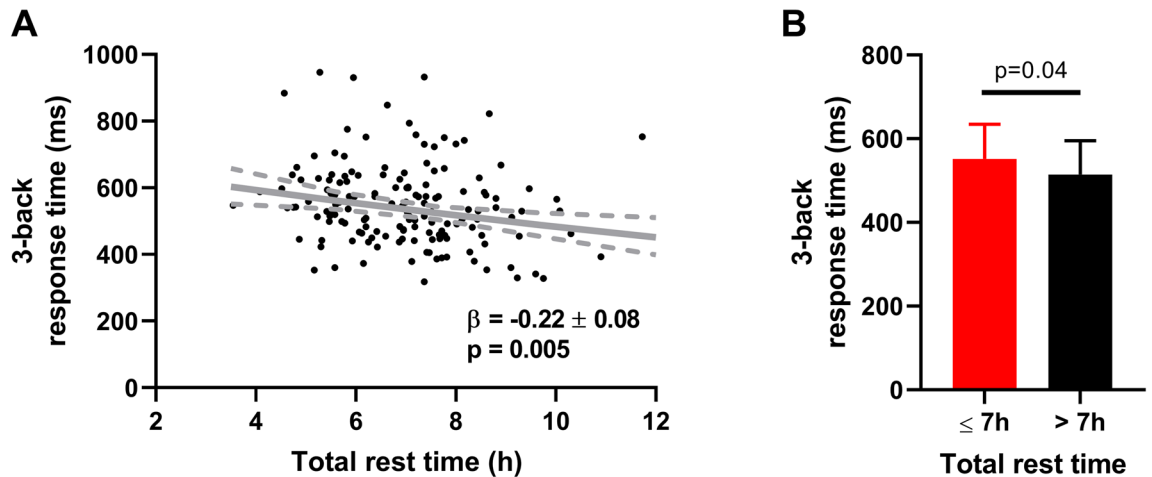 A
3-back
response time (ms)
1000
800
600
400
200
0
β = -0.22 ± 0.08
p = 0.005
2 4 6 8 10 12
Total rest time (h)
B
3-back
response time (ms)
800
600
400
200
0
p=0.04
≤ 7h > 7h
Total rest time